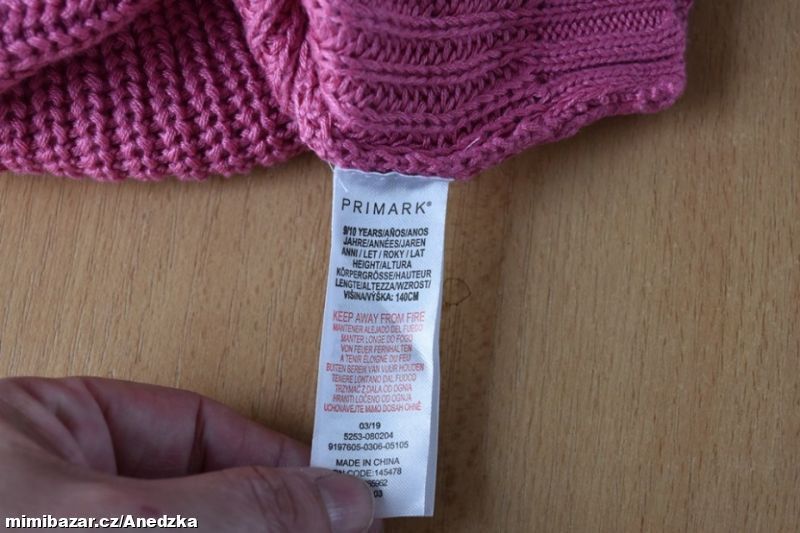 PRIMARK®
9/10 YEARS/AÑOS/ANOS
JAHRE/ANNÉES/JAREN
ANNI / LET / ROKY / LAT
HEIGHT/ALTURA
KÖRPERGRÖSSE/HAUTEUR
LENGTE/ALTEZZA/WZROST/
VIŠINA/VÝŠKA: 140CM
KEEP AWAY FROM FIRE
MANTENER ALEJADO DEL FUEGO
MANTER LONGE DO FOGO
VON FEUER FERNHALTEN
A TENIR ÉLOIGNÉ DU FEU
BUITEN BEREIK VAN VUUR HOUDEN
TENERE LONTANO DAL FUOCO
TRZYMAĆ Z DALA OD OGNIA
HRANITI LOČENO OD OGNJA
UCHOVÁVEJTE MIMO DOSAH OHNĚ
03/19
5253-080204
9197605-0306-05105
MADE IN CHINA
CODE:145478
03
mimibazar.cz/Anedzka